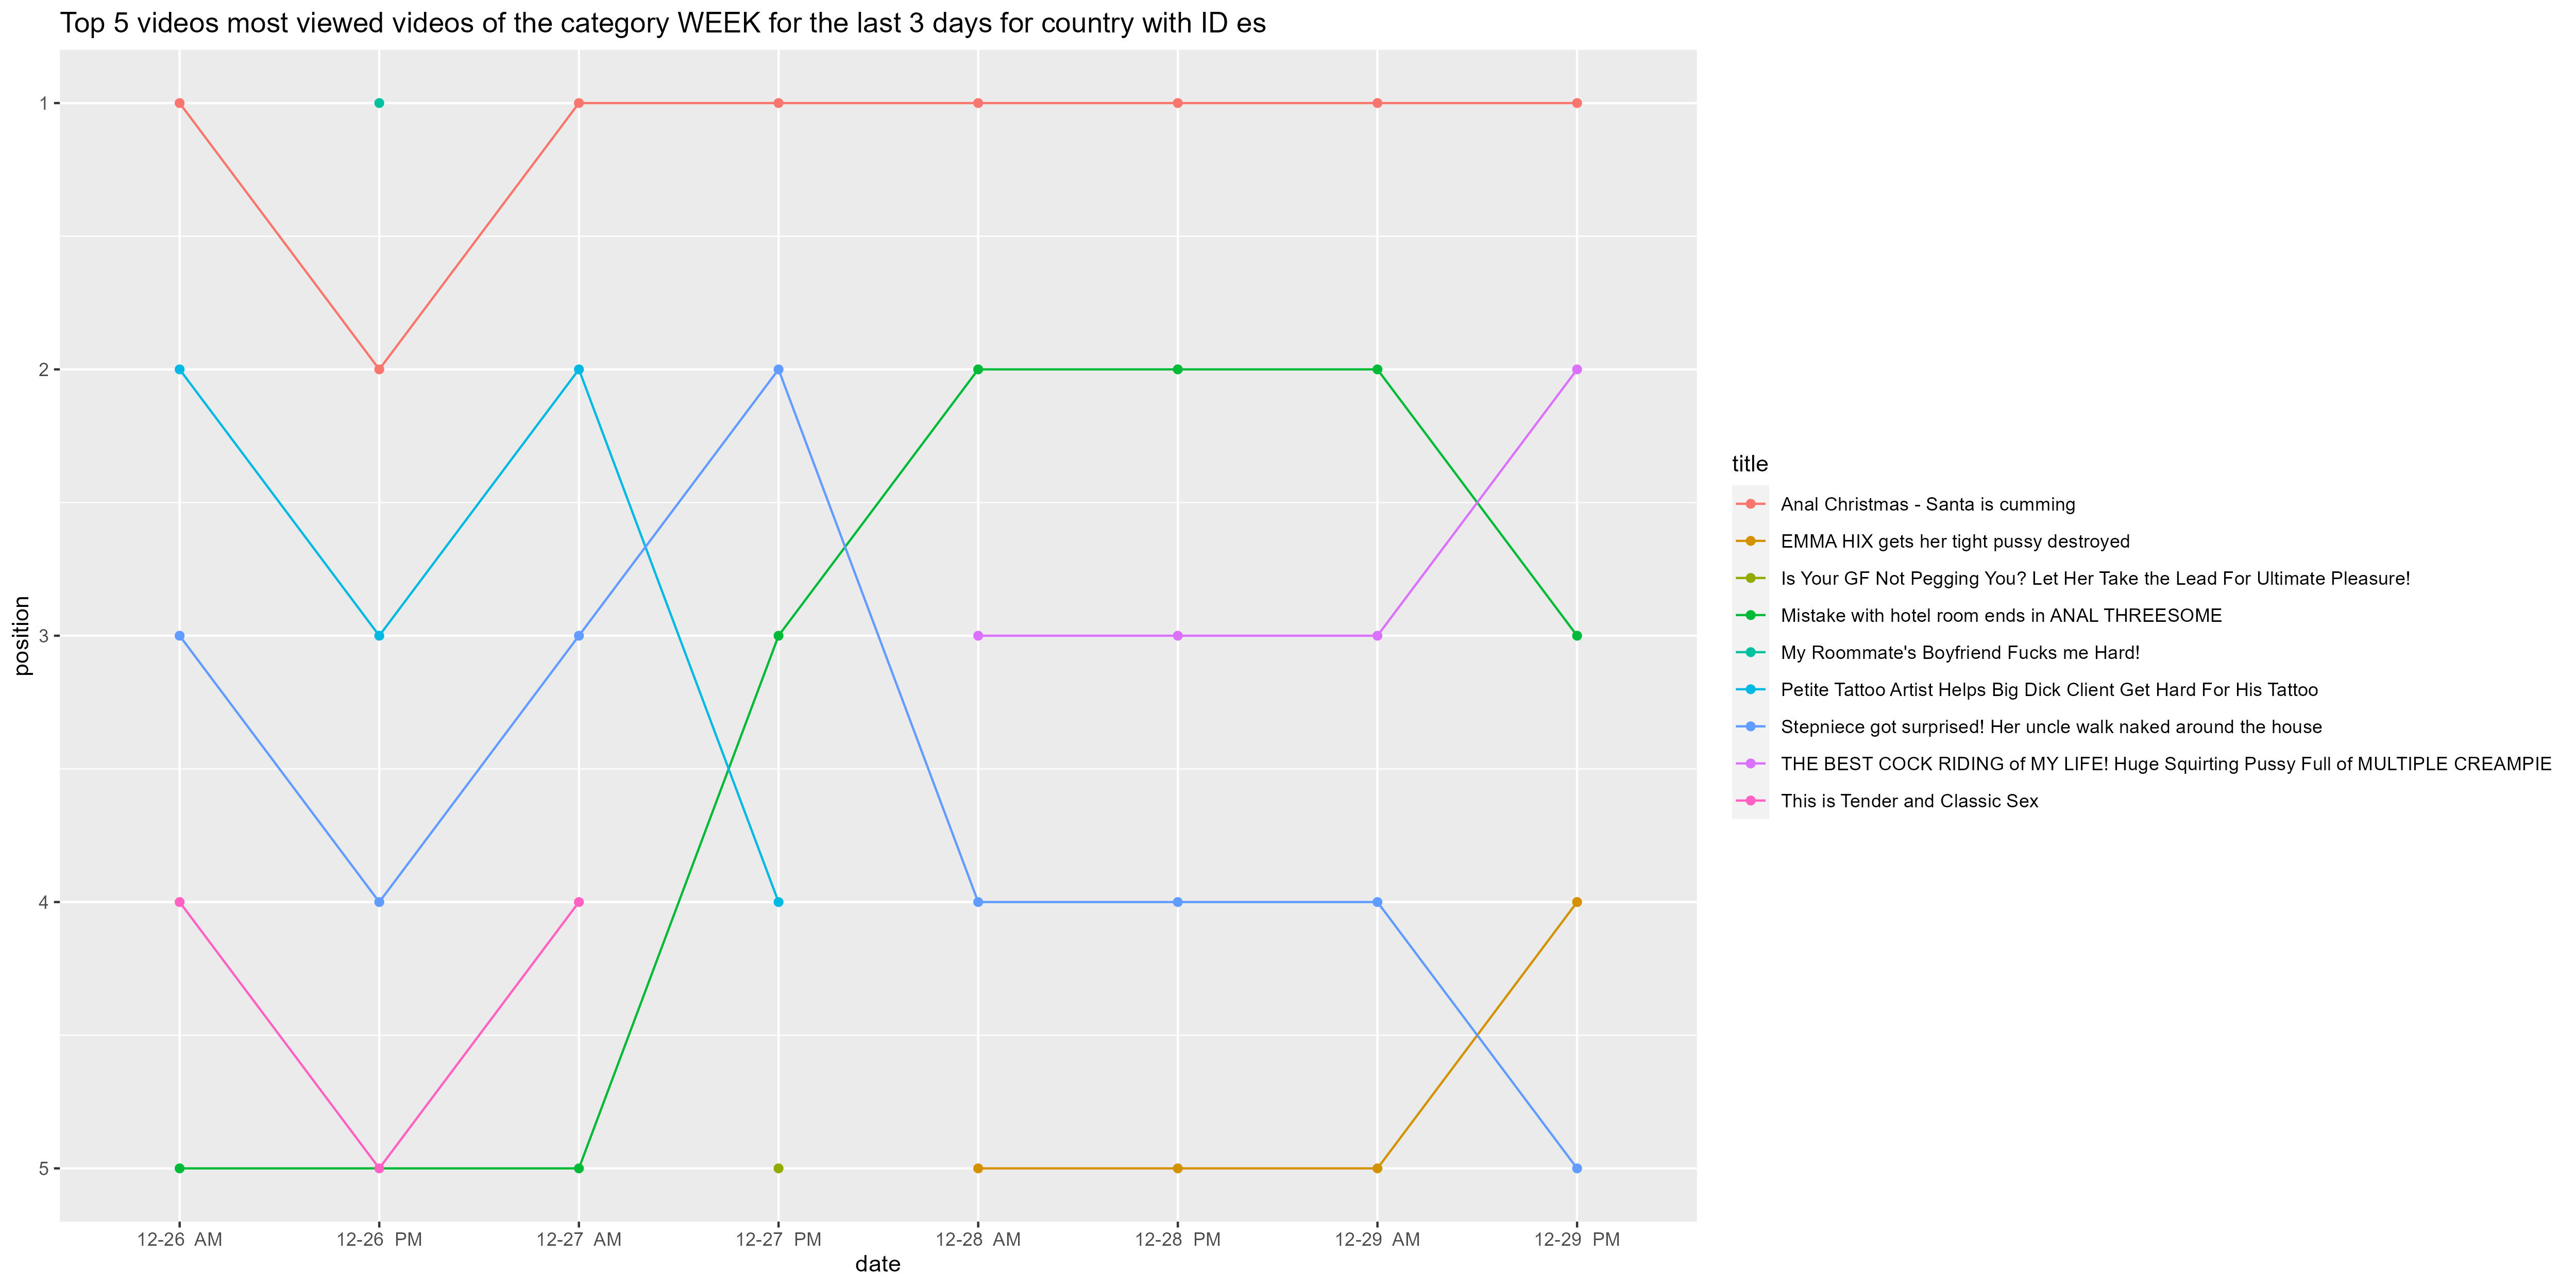 Top 5 videos most viewed videos of the category WEEK for the last 3 days for country with ID es
position
1
2
3
4
5
12-26 AM
12-26 PM
12-27 AM
12-27 PM
12-28 AM
12-28 PM
12-29 AM
12-29 PM
date
title
Anal Christmas - Santa is cumming
EMMA HIX gets her tight pussy destroyed
Is Your GF Not Pegging You? Let Her Take the Lead For Ultimate Pleasure!
Mistake with hotel room ends in ANAL THREESOME
My Roommate's Boyfriend Fucks me Hard!
Petite Tattoo Artist Helps Big Dick Client Get Hard For His Tattoo
Stepniece got surprised! Her uncle walk naked around the house
THE BEST COCK RIDING of MY LIFE! Huge Squirting Pussy Full of MULTIPLE CREAMPIE
This is Tender and Classic Sex